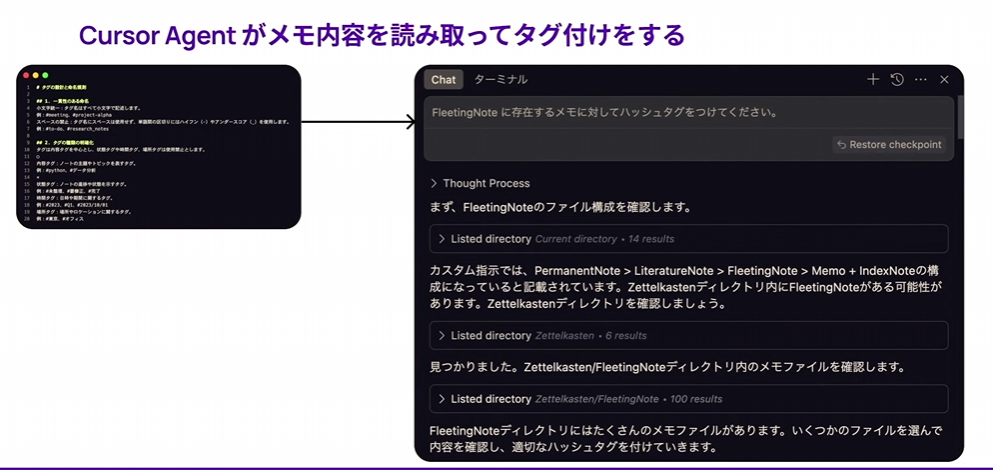 Cursor Agent がメモ内容を読み取ってタグ付けをする
1 # タグの設計と命名規則
2
3 ## 1. 一貫性のある命名
4 小文字統一：タグ名はすべて小文字で記述します。
5 例：#meeting、#project-alpha
6 スペースの禁止：タグ名にスペースは使用せず、単語間の区切りにはハイフン（-）やアンダースコア（_）を使用します。
7 例：#to-do、#research_notes
8
9 ## 2. タグの種類の明確化
10 タグは内容タグを中心とし、状態タグや時間タグ、場所タグは使用禁止とします。
11 ○
12 内容タグ：ノートの主題やトピックを表すタグ。
13 例：#python、#データ分析
14 ×
15 状態タグ：ノートの進捗や状態を示すタグ。
16 例：#未整理、#要修正、#完了
17 時間タグ：日時や期間に関するタグ。
18 例：#2023、#Q1、#2023/10/01
19 場所タグ：場所やロケーションに関するタグ。
20 例：#東京、#オフィス
Chat ターミナル
FleetingNote に存在するメモに対してハッシュタグをつけてください。
Restore checkpoint
Thought Process
まず、FleetingNoteのファイル構成を確認します。
Listed directory Current directory • 14 results
カスタム指示では、PermanentNote > LiteratureNote > FleetingNote > Memo + IndexNoteの構
成になっていると記載されています。Zettelkastenディレクトリ内にFleetingNoteがある可能性が
あります。Zettelkastenディレクトリを確認しましょう。
Listed directory Zettelkasten • 6 results
見つかりました。Zettelkasten/FleetingNoteディレクトリ内のメモファイルを確認します。
Listed directory Zettelkasten/FleetingNote • 100 results
FleetingNoteディレクトリにはたくさんのメモファイルがあります。いくつかのファイルを選んで
内容を確認し、適切なハッシュタグを付けていきます。